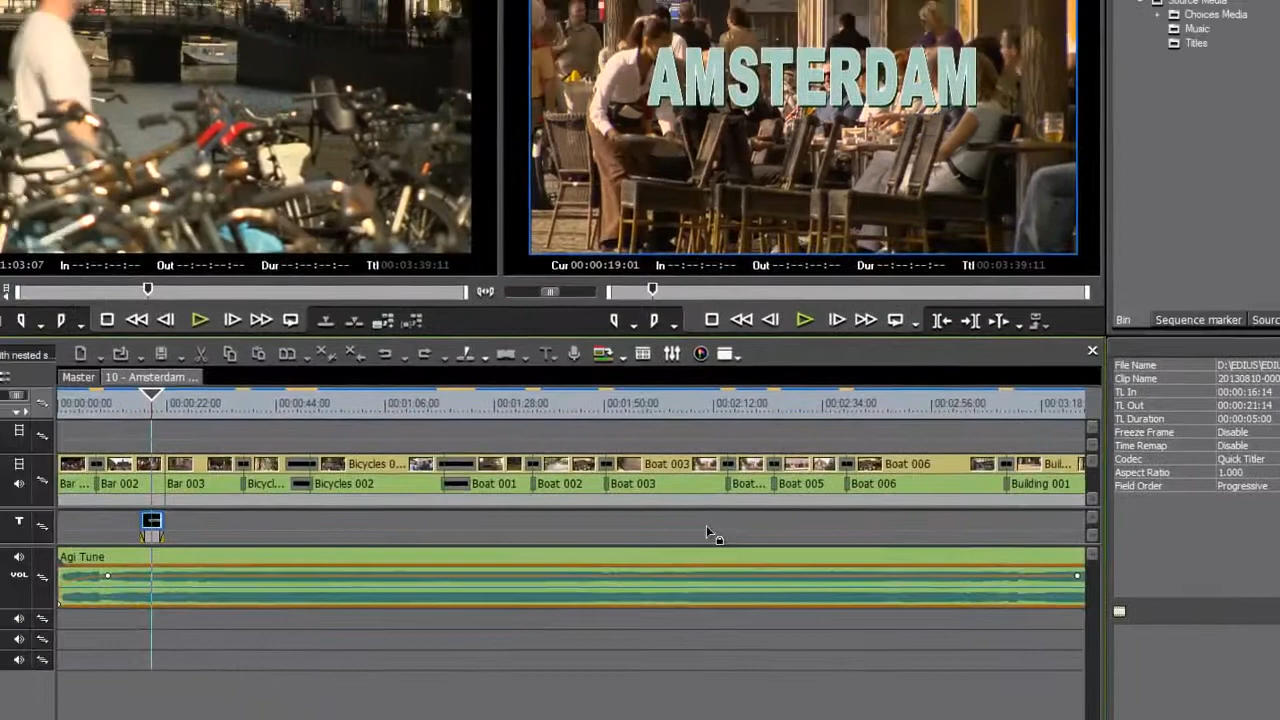 Source Media
Choices Media
Music
Titles
AMSTERDAM
1:03:07 In --:--:--:-- Out --:--:--:-- Dur --:--:--:-- Ttl 00:03:39:11
Cur 00:00:19:01 In --:--:--:-- Out --:--:--:-- Dur --:--:--:-- Ttl 00:03:39:11
Bin Sequence marker Sourc
with nested s
Master 10 - Amsterdam ...
00:00:00:00 00:00:22:00 00:00:44:00 00:01:06:00 00:01:28:00 00:01:50:00 00:02:12:00 00:02:34:00 00:02:56:00 00:03:18
Bicycles 0... Boat 003 Boat 006 Buil...
Bar ... Bar 002 Bar 003 Bicycl... Bicycles 002 Boat 001 Boat 002 Boat 003 Boat... Boat 005 Boat 006 Building 001
T
Agi Tune
VOL
File Name D:\EDIUS\EDI
Clip Name 20130810-000
TL In 00:00:16:14
TL Out 00:00:21:14
TL Duration 00:00:05:00
Freeze Frame Disable
Time Remap Disable
Codec Quick Titler
Aspect Ratio 1.000
Field Order Progressive